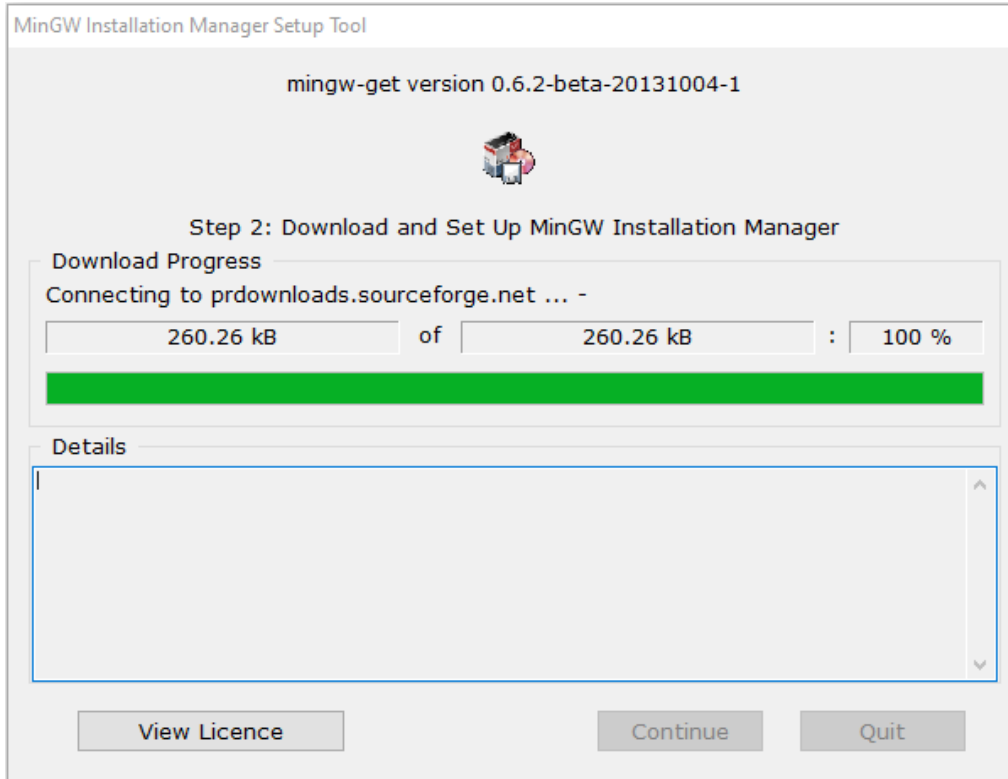 MinGW Installation Manager Setup Tool
mingw-get version 0.6.2-beta-20131004-1
Step 2: Download and Set Up MinGW Installation Manager
Download Progress
Connecting to prdownloads.sourceforge.net ... -
260.26 kB of 260.26 kB : 100 %
Details
View Licence Continue Quit